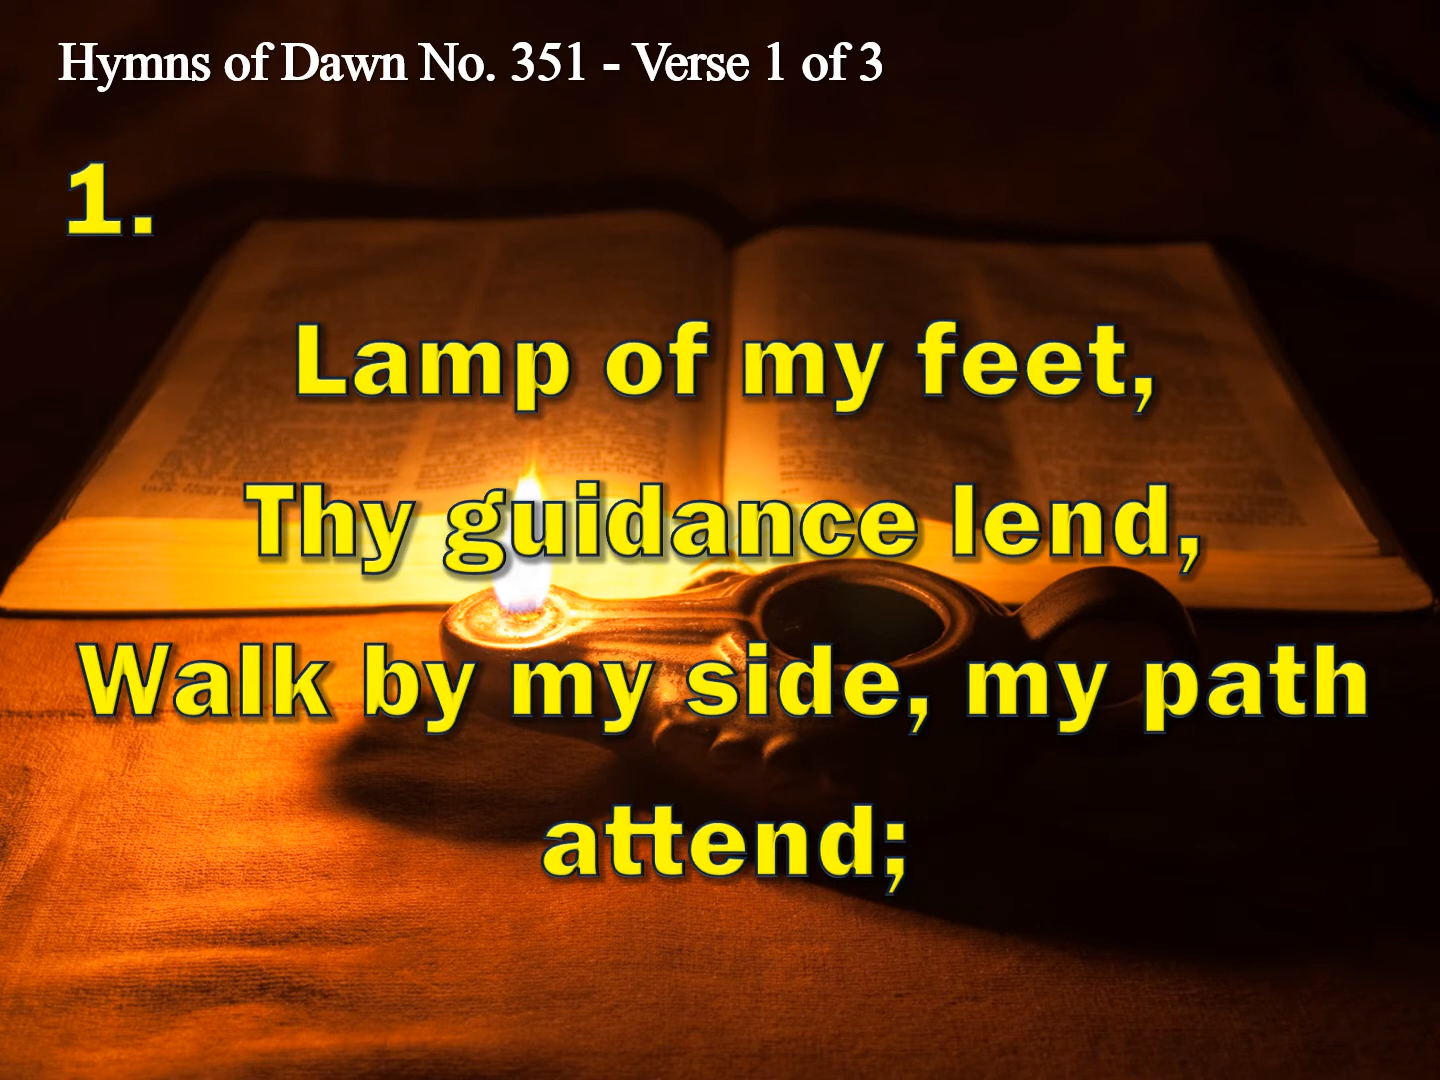 Hymns of Dawn No. 351 - Verse 1 of 3
1.
Lamp of my feet,
Thy guidance lend,
Walk by my side, my path
attend;